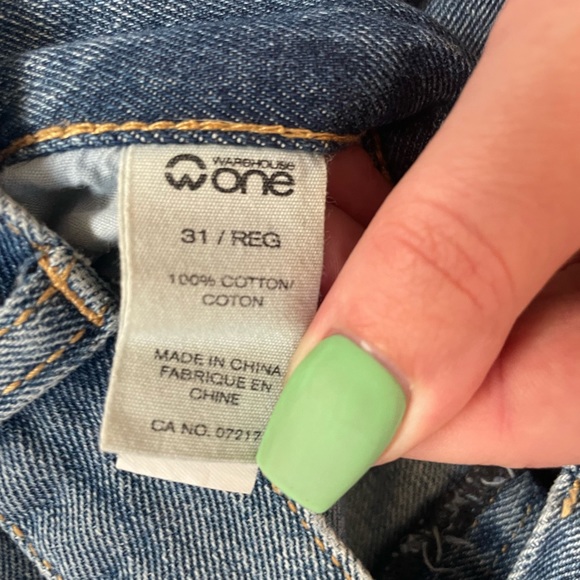 WAREHOUSE
one
31 / REG
100% COTTON/
COTON
MADE IN CHINA
FABRIQUE EN
CHINE
CA NO. 07217